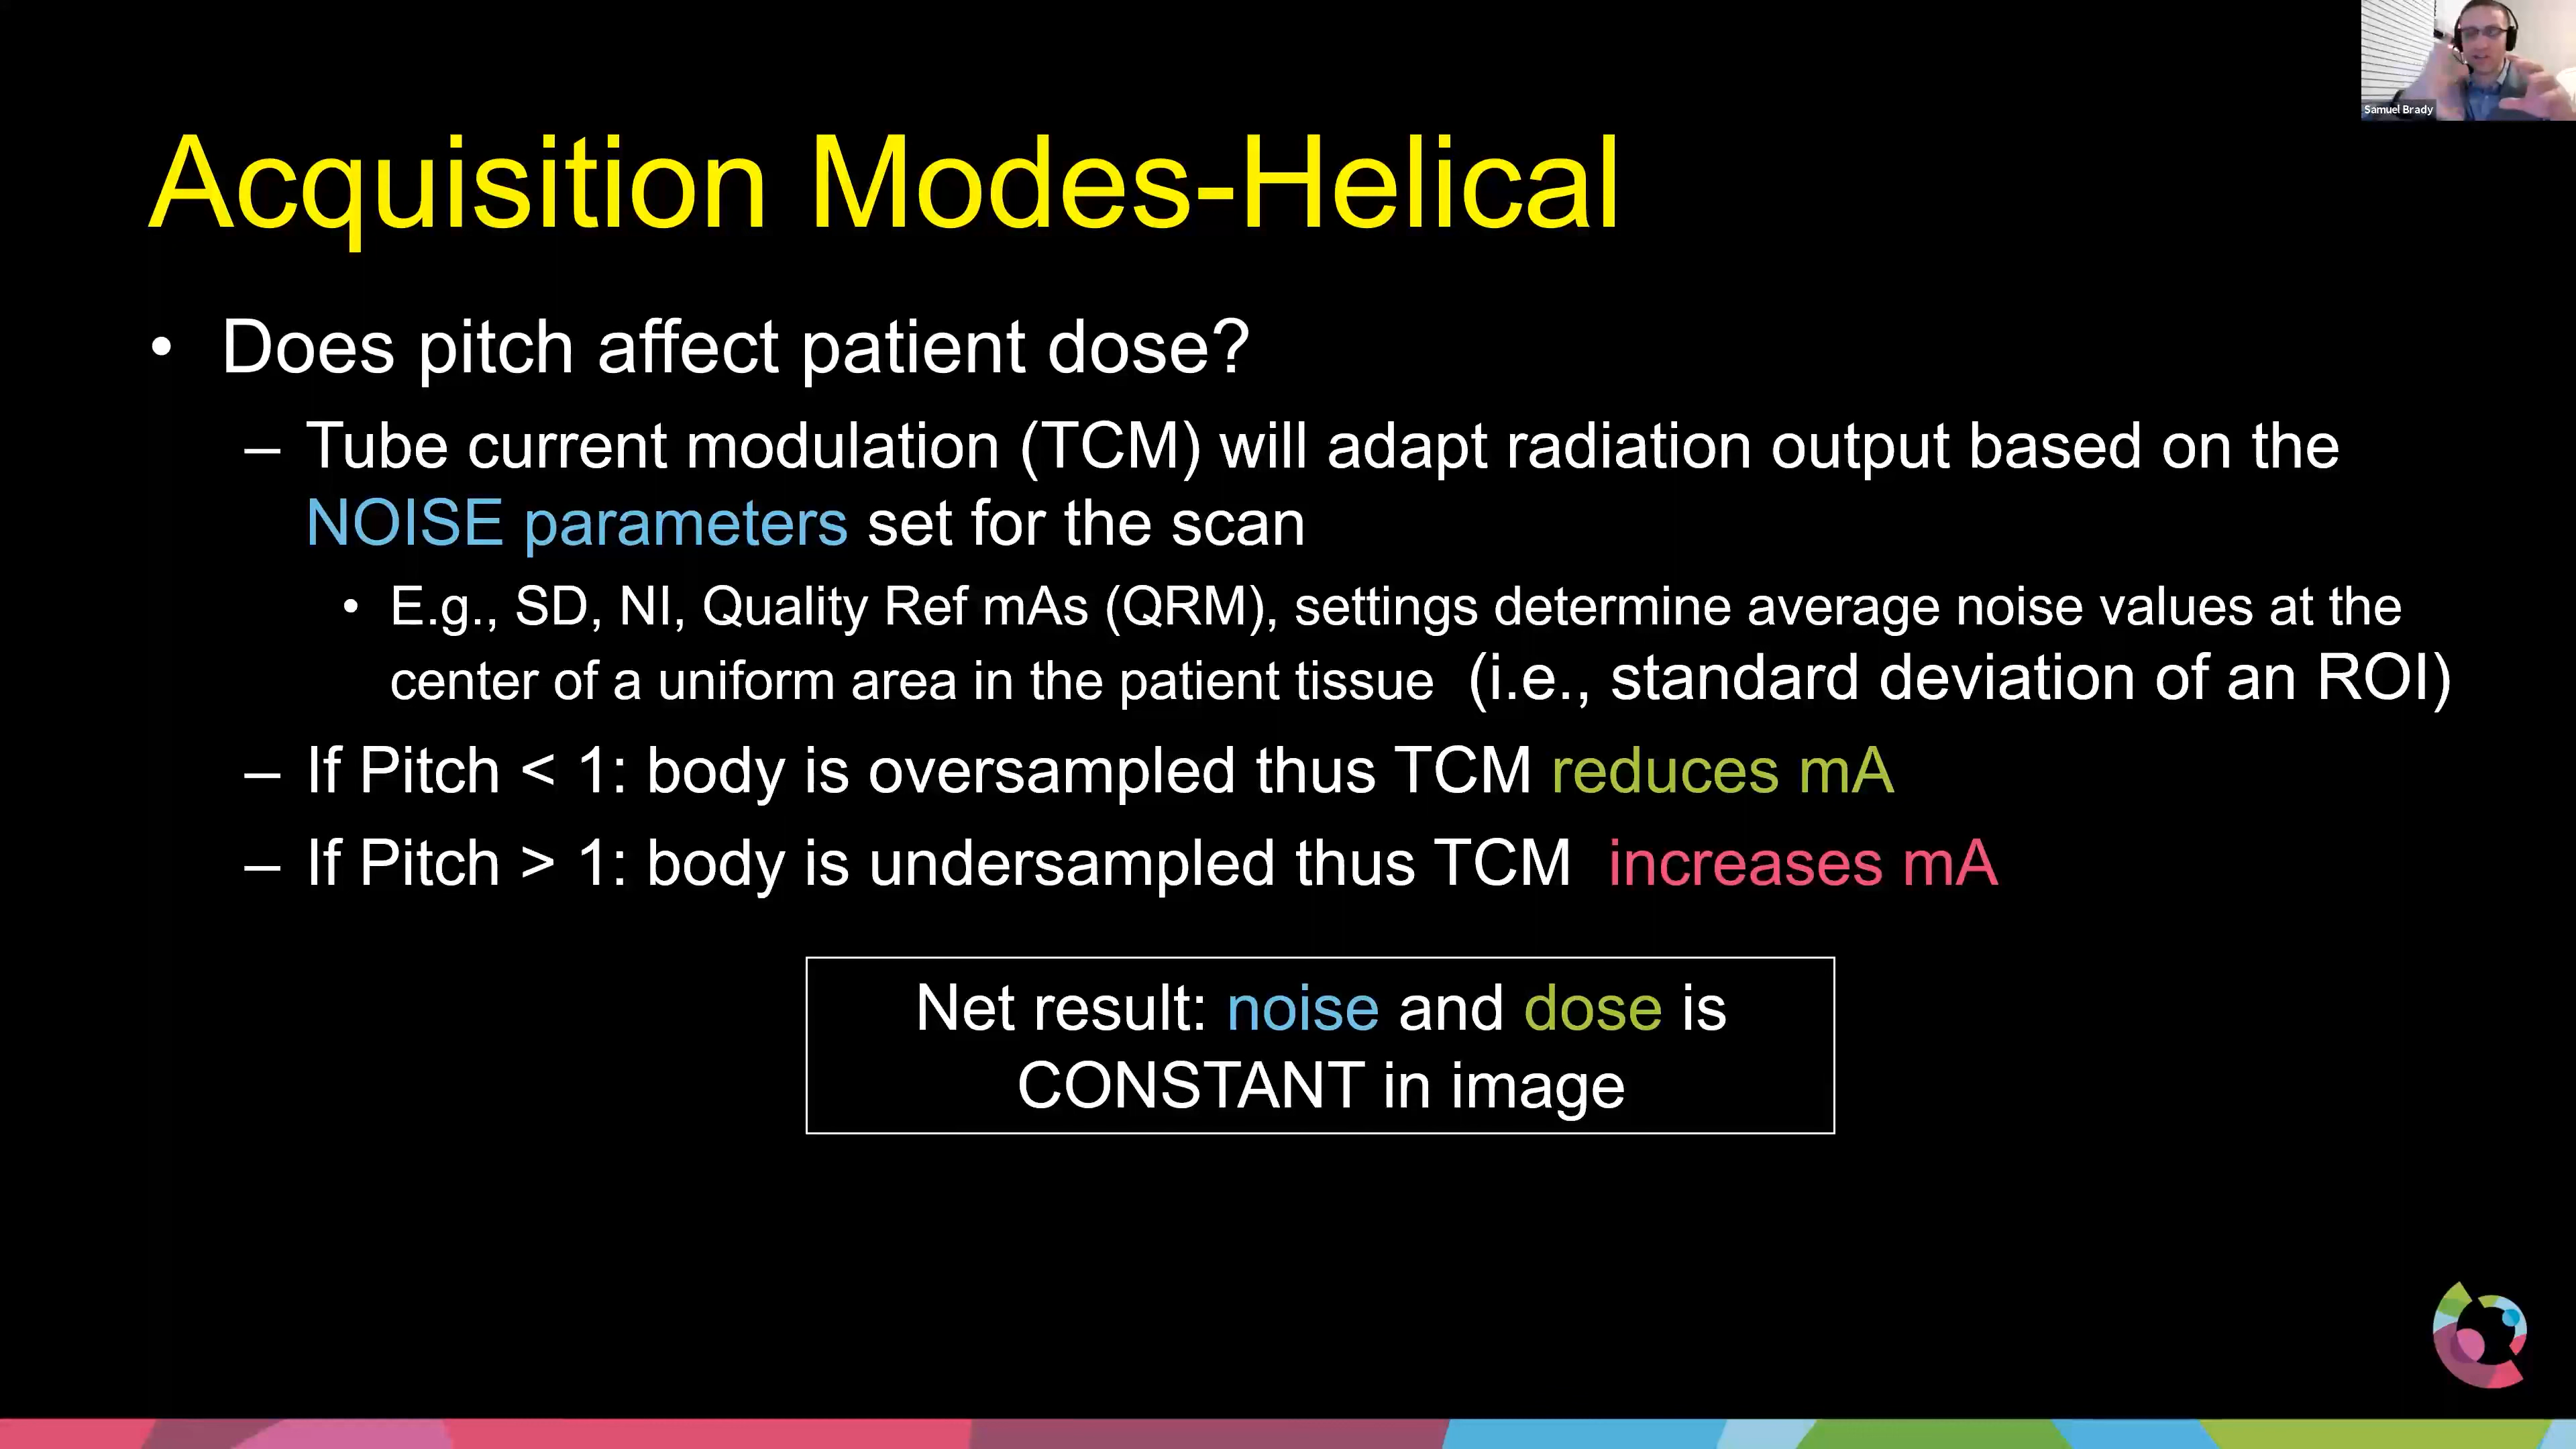 Samuel Brady
Acquisition Modes-Helical
• Does pitch affect patient dose?
– Tube current modulation (TCM) will adapt radiation output based on the
NOISE parameters set for the scan
• E.g., SD, NI, Quality Ref mAs (QRM), settings determine average noise values at the
center of a uniform area in the patient tissue (i.e., standard deviation of an ROI)
– If Pitch < 1: body is oversampled thus TCM reduces mA
– If Pitch > 1: body is undersampled thus TCM increases mA
Net result: noise and dose is
CONSTANT in image